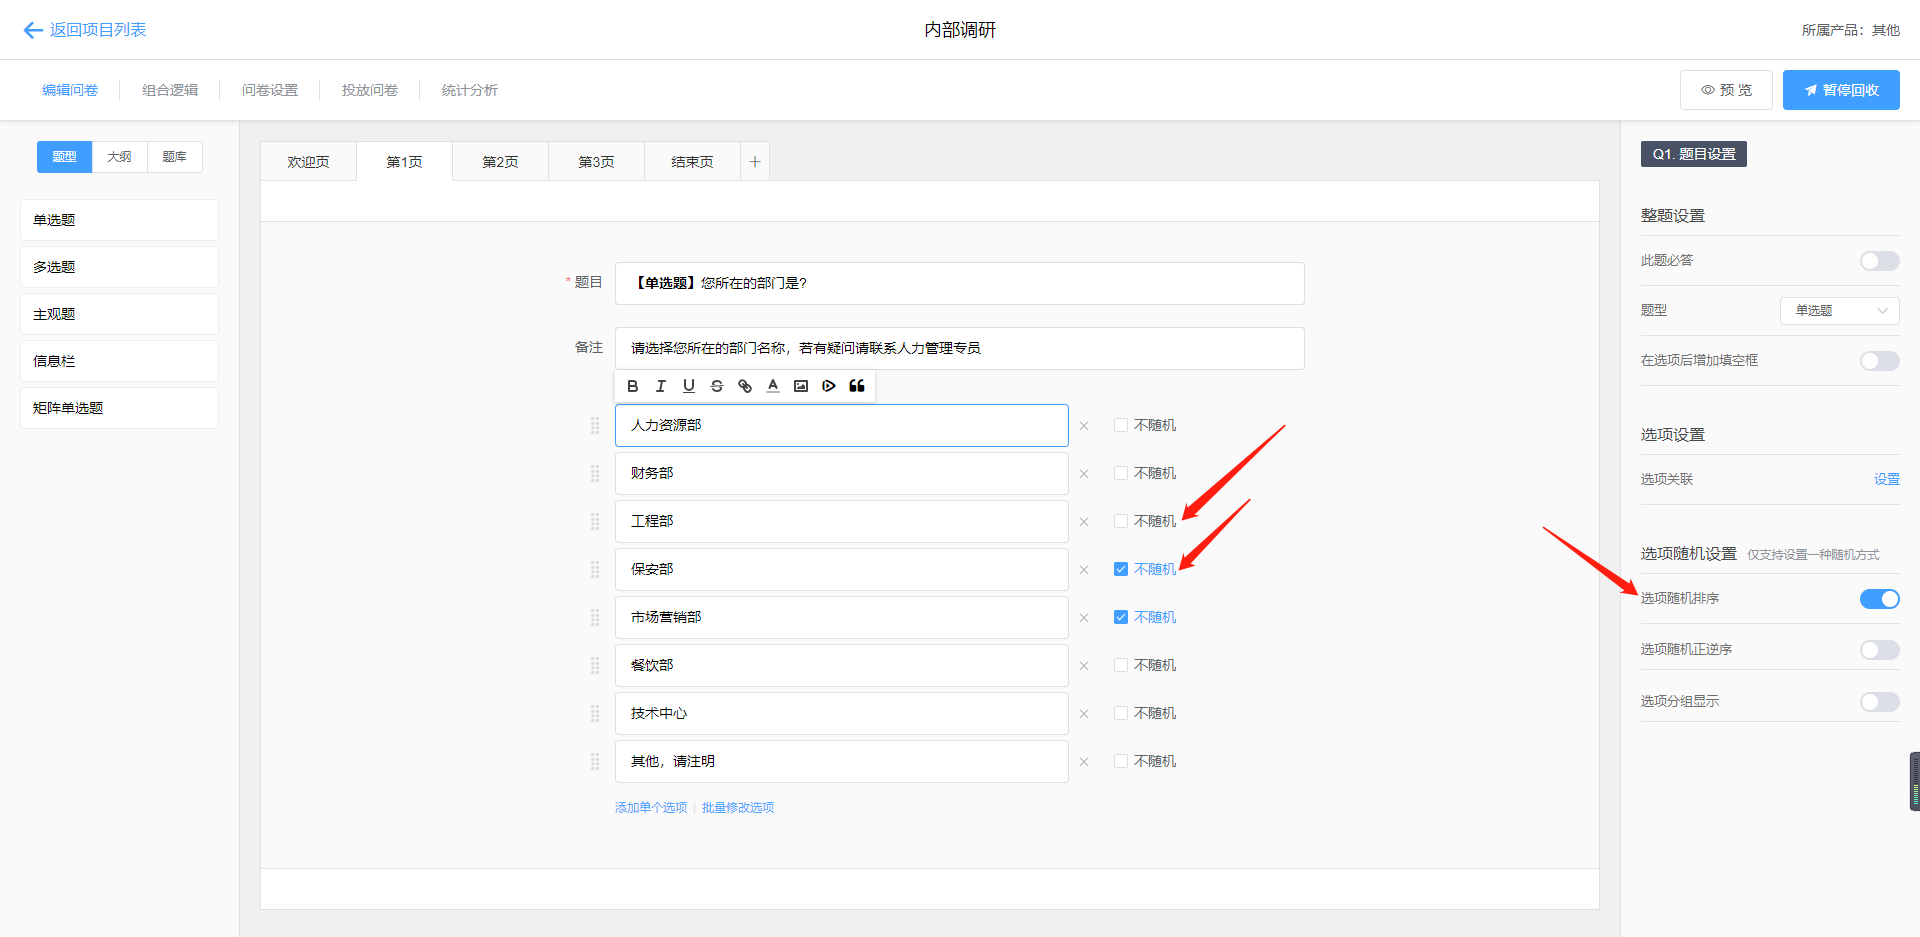 返回项目列表
内部调研
所属产品：其他
编辑问卷 组合逻辑 问卷设置 投放问卷 统计分析
预 览 暂停回收
题型 大纲 题库
单选题
多选题
主观题
信息栏
矩阵单选题
欢迎页 第1页 第2页 第3页 结束页 +
* 题目 【单选题】您所在的部门是?
备注 请选择您所在的部门名称，若有疑问请联系人力管理专员
B I U S A
人力资源部 不随机
财务部 不随机
工程部 不随机
保安部 不随机
市场营销部 不随机
餐饮部 不随机
技术中心 不随机
其他，请注明 不随机
添加单个选项 | 批量修改选项
Q1. 题目设置
整题设置
此题必答
题型 单选题
在选项后增加填空框
选项设置
选项关联 设置
选项随机设置 仅支持设置一种随机方式
选项随机排序
选项随机正逆序
选项分组显示